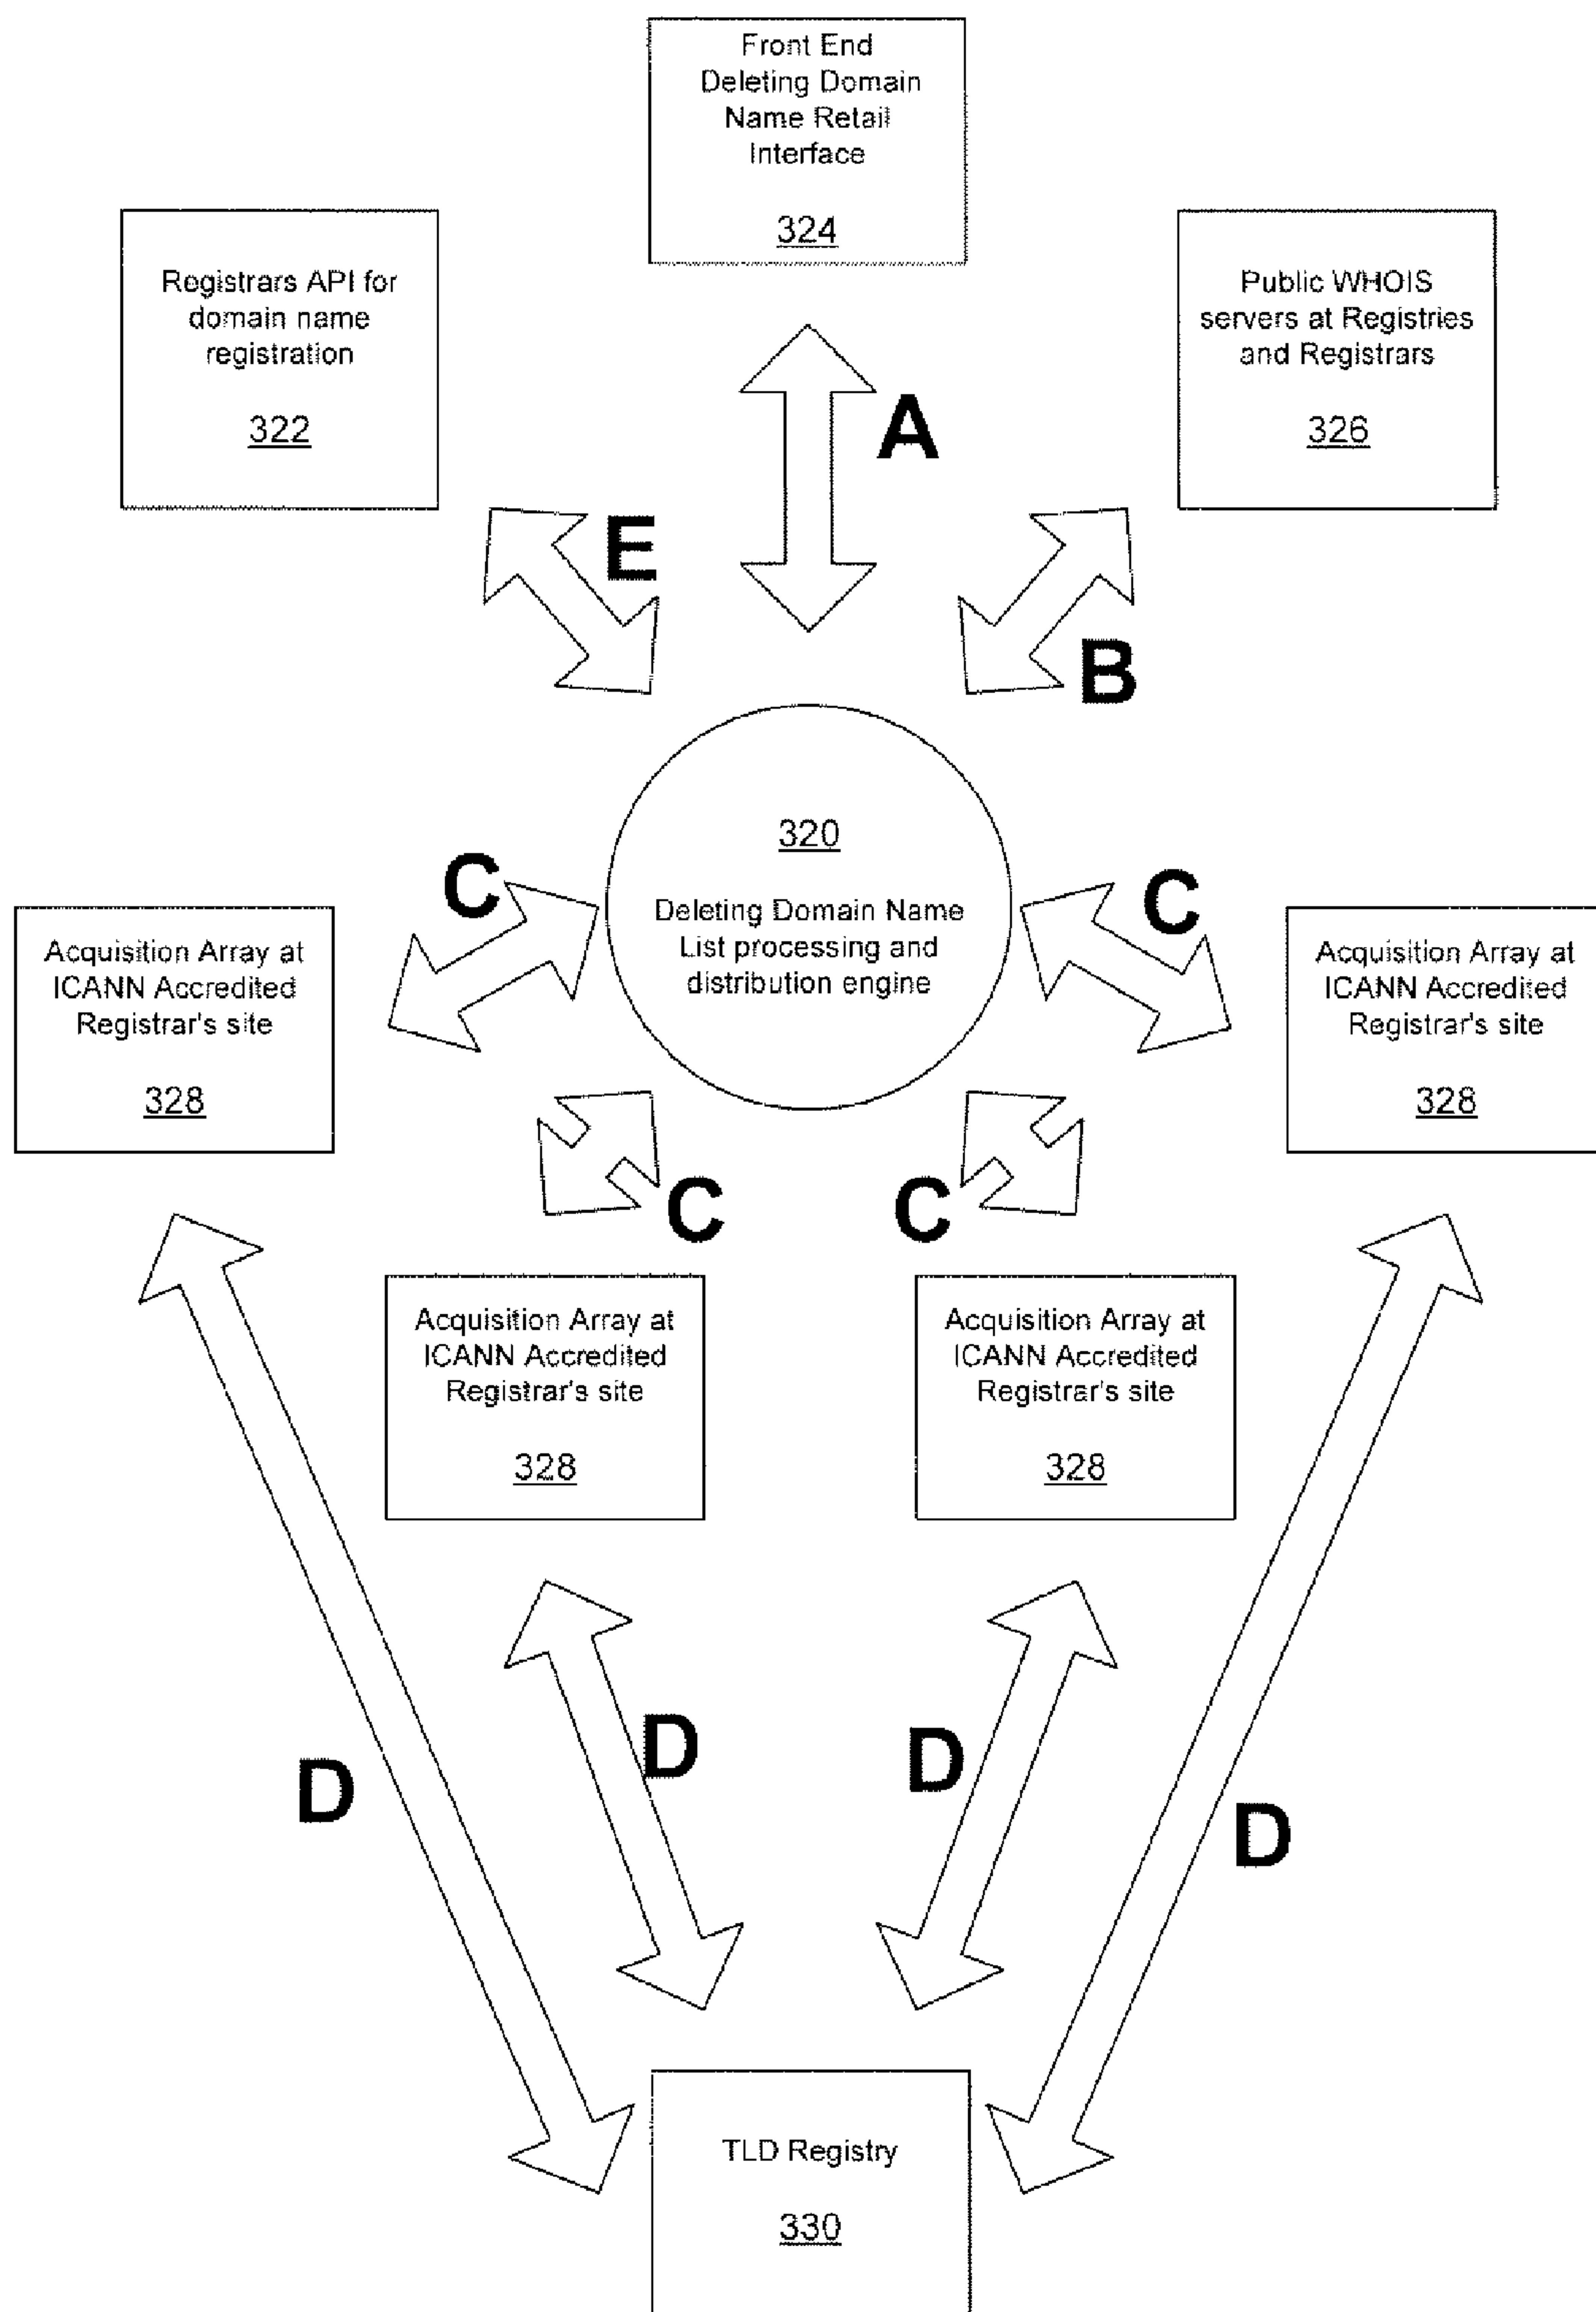 Front End
Deleting Domain
Name Retail
Interface
324
Registrars API for
domain name
registration
322
Public WHOIS
servers at Registries
and Registrars
326
A
E
B
320
Deleting Domain Name
List processing and
distribution engine
C
C
Acquisition Array at
ICANN Accredited
Registrar's site
328
Acquisition Array at
ICANN Accredited
Registrar's site
328
C
C
Acquisition Array at
ICANN Accredited
Registrar's site
328
Acquisition Array at
ICANN Accredited
Registrar's site
328
D
D
D
D
TLD Registry
330